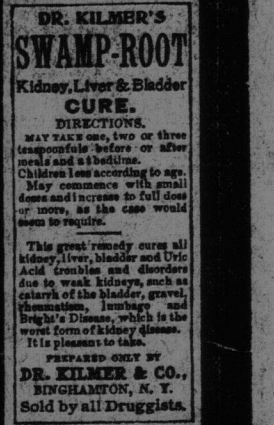 DR. KILMER'S
SWAMP-ROOT
Kidney, Liver & Bladder
CURE.
DIRECTIONS.
MAY TAKE one, two or three
teaspoonfuls before or after
meals and at bedtime.
Children less according to age.
May commence with small
doses and increase to full dose
or more, as the case would
seem to require.
This great remedy cures all
kidney, liver, bladder and Uric
Acid troubles and disorders
due to weak kidneys, such as
catarrh of the bladder, gravel,
rheumatism, lumbago and
Bright's Disease, which is the
worst form of kidney disease.
It is pleasant to take.
PREPARED ONLY BY
DR. KILMER & CO.,
BINGHAMTON, N. Y.
Sold by all Druggists.